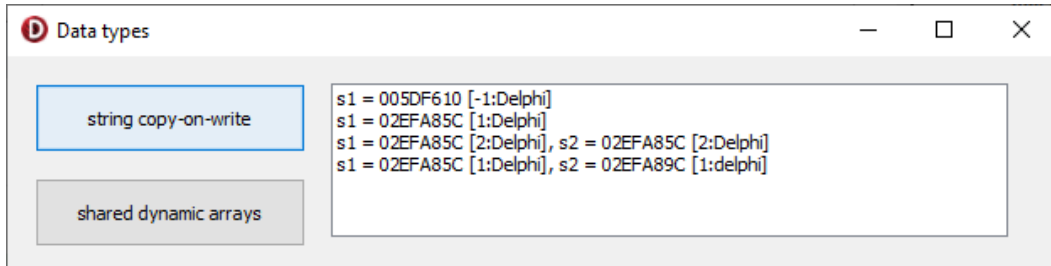 Data types
string copy-on-write
s1 = 005DF610 [-1:Delphi]
s1 = 02EFA85C [1:Delphi]
s1 = 02EFA85C [2:Delphi], s2 = 02EFA85C [2:Delphi]
s1 = 02EFA85C [1:Delphi], s2 = 02EFA89C [1:delphi]
shared dynamic arrays